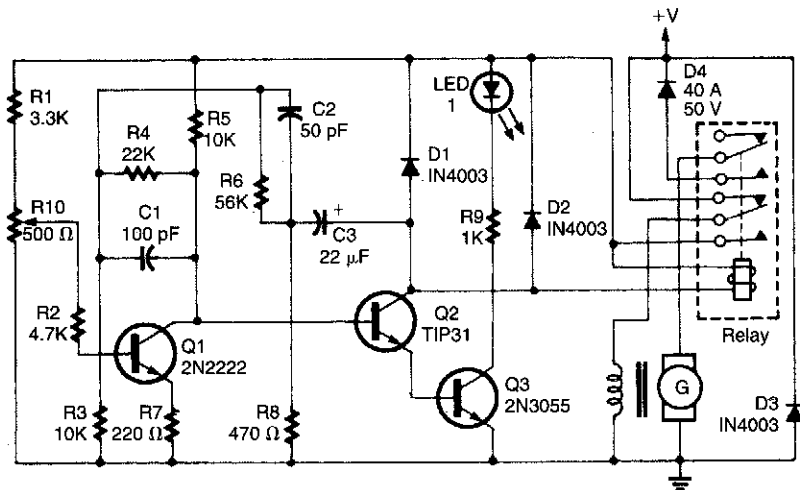 +V
R1
3.3K
R4
22K
R5
10K
C2
50 pF
LED
1
D4
40 A
50 V
R10
500 Ω
C1
100 pF
R6
56K
+
C3
22 µF
D1
IN4003
R9
1K
D2
IN4003
R2
4.7K
Q1
2N2222
Q2
TIP31
Relay
R3
10K
R7
220 Ω
R8
470 Ω
Q3
2N3055
G
D3
IN4003